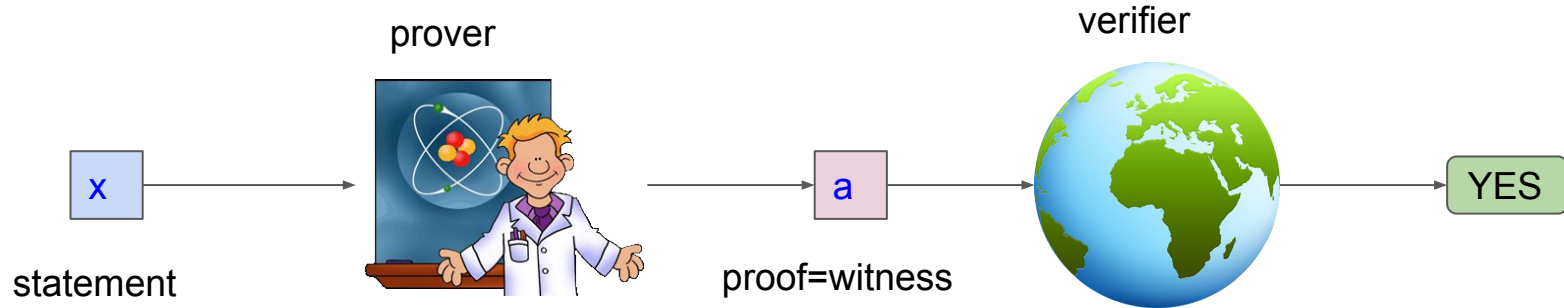 prover
verifier
x
a
YES
statement
proof=witness